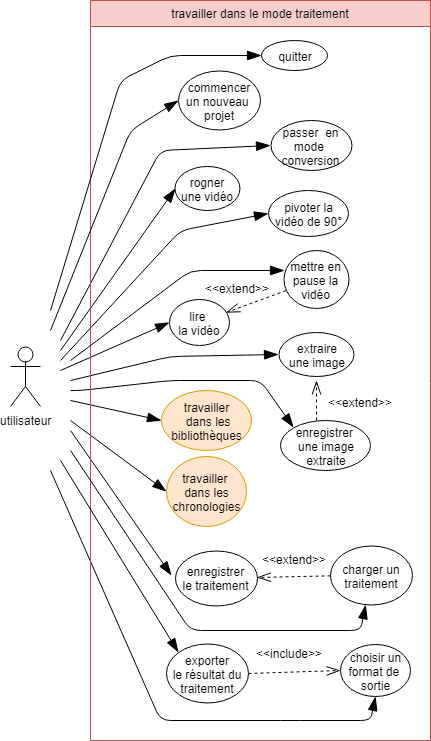 travailler dans le mode traitement
quitter
commencer
un nouveau
projet
passer en
mode
conversion
rogner
une vidéo
pivoter la
vidéo de 90°
mettre en
pause la
vidéo
<<extend>>
lire
la vidéo
extraire
une image
utilisateur
<<extend>>
travailler
dans les
bibliothèques
enregistrer
une image
extraite
travailler
dans les
chronologies
<<extend>>
enregistrer
le traitement
charger un
traitement
<<include>>
exporter
le résultat du
traitement
choisir un
format de
sortie